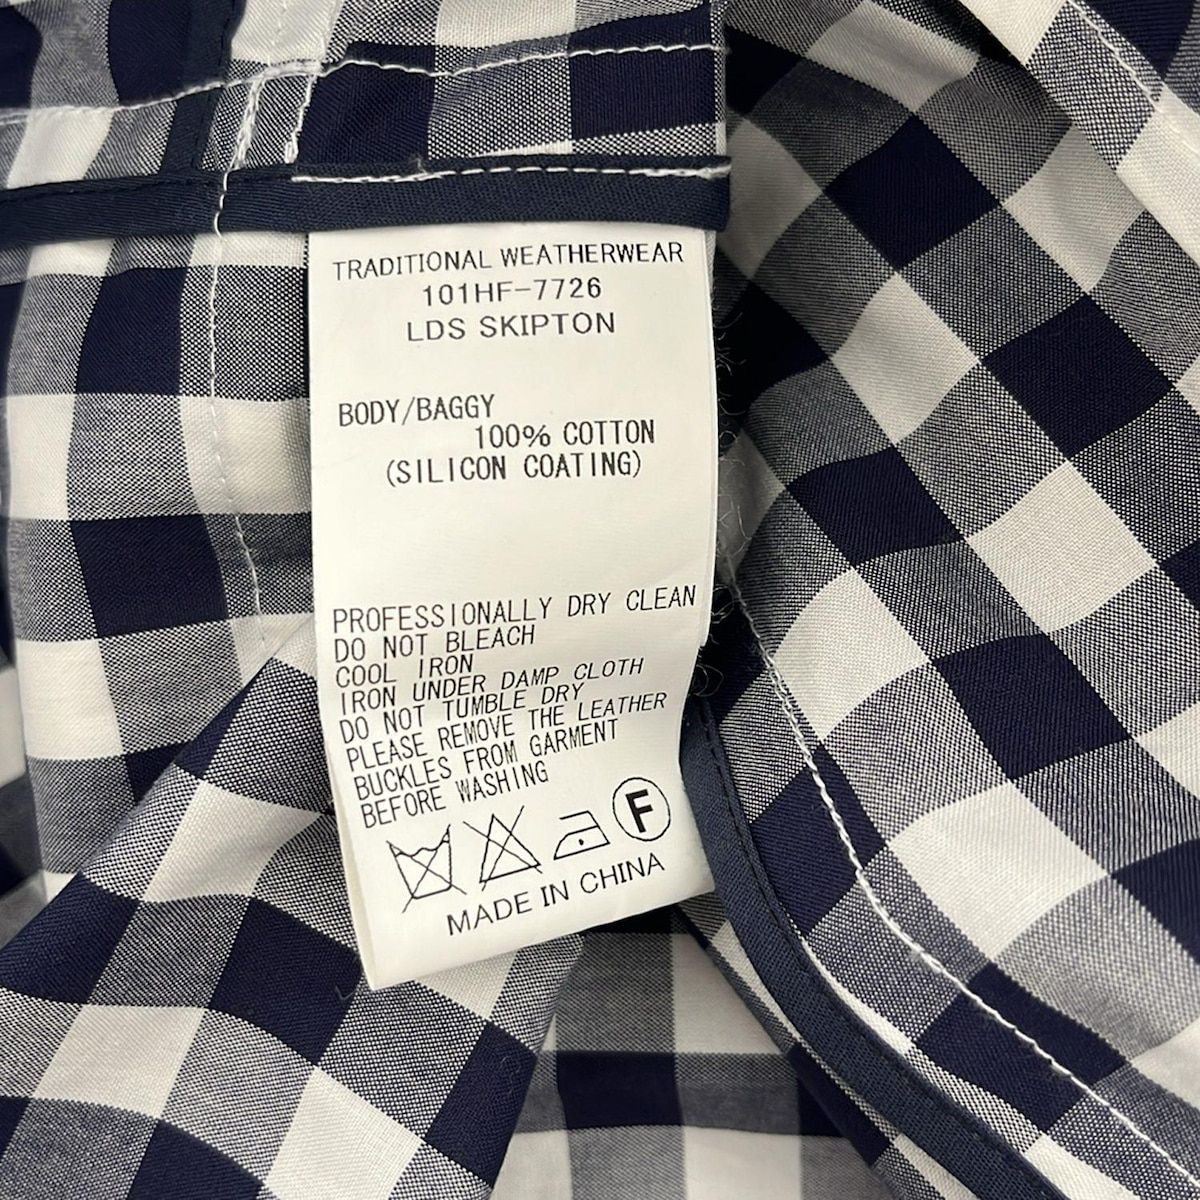 TRADITIONAL WEATHERWEAR
101HF-7726
LDS SKIPTON
BODY/BAGGY
100% COTTON
(SILICON COATING)
PROFESSIONALLY DRY CLEAN
DO NOT BLEACH
COOL IRON
IRON UNDER DAMP CLOTH
DO NOT TUMBLE DRY
PLEASE REMOVE THE LEATHER
BUCKLES FROM GARMENT
BEFORE WASHING
F
MADE IN CHINA